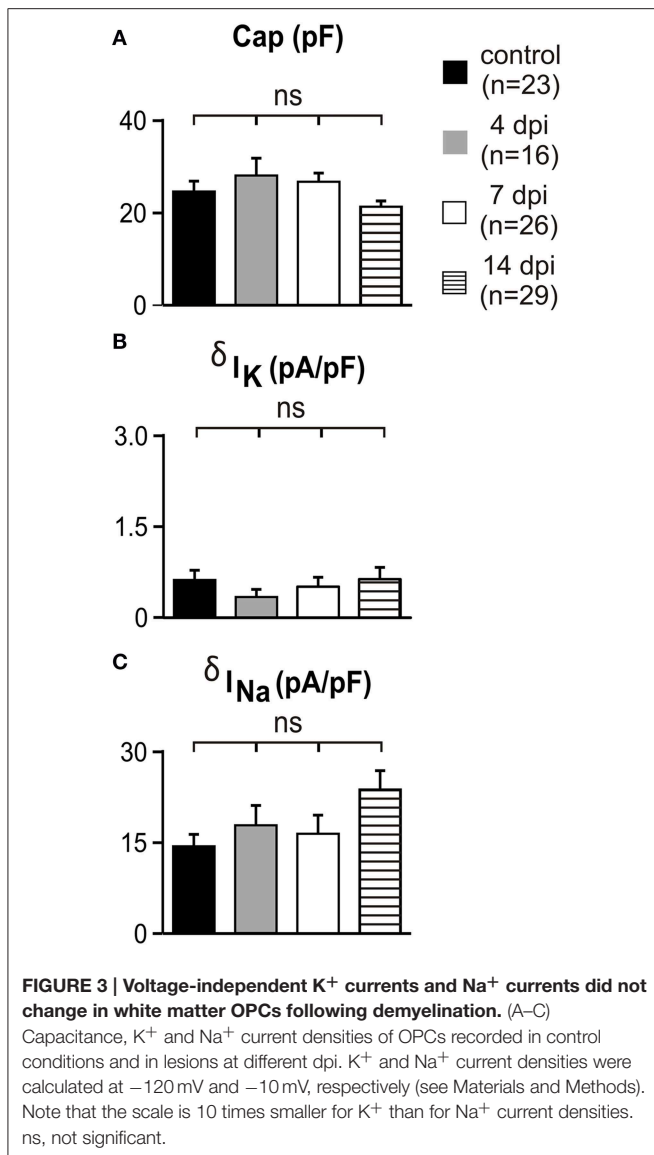 A
Cap (pF)
ns
40
20
0
control
(n=23)
4 dpi
(n=16)
7 dpi
(n=26)
14 dpi
(n=29)
B
δ IK (pA/pF)
ns
3.0
1.5
0
C
δ INa (pA/pF)
ns
30
15
0
FIGURE 3 | Voltage-independent K+ currents and Na+ currents did not
change in white matter OPCs following demyelination. (A–C)
Capacitance, K+ and Na+ current densities of OPCs recorded in control
conditions and in lesions at different dpi. K+ and Na+ current densities were
calculated at −120 mV and −10 mV, respectively (see Materials and Methods).
Note that the scale is 10 times smaller for K+ than for Na+ current densities.
ns, not significant.